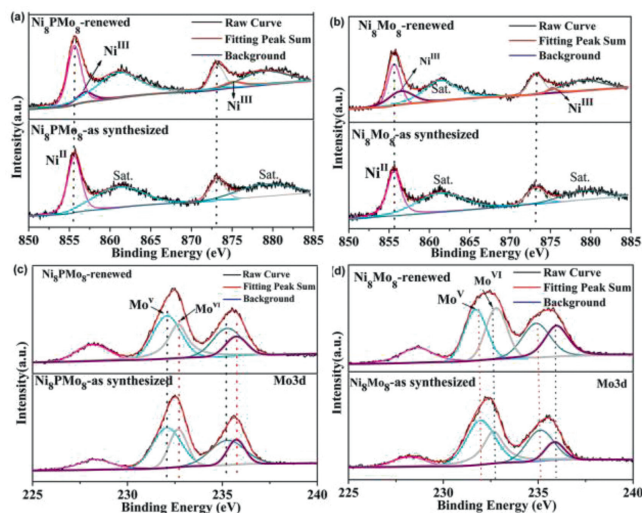 (a) Ni8PMo8-renewed
Raw Curve
Fitting Peak Sum
Background
NiIII
NiIII
Ni8PMo8-as synthesized
NiII
Sat.
Sat.
Intensity(a.u.)
850 855 860 865 870 875 880 885
Binding Energy (eV)
(b) Ni8Mo8-renewed
Raw Curve
Fitting Peak Sum
Background
NiIII
Sat.
NiIII
Ni8Mo8-as synthesized
NiII
Sat.
Sat.
Intensity(a.u.)
850 855 860 865 870 875 880 885
Binding Energy (eV)
(c) Ni8PMo8-renewed
Raw Curve
Fitting Peak Sum
Background
MoV
MoVI
Ni8PMo8-as synthesized
Mo3d
Intensity(a.u.)
225 230 235 240
Binding Energy (eV)
(d) Ni8Mo8-renewed
Raw Curve
Fitting Peak Sum
Background
MoVI
MoV
Ni8Mo8-as synthesized
Mo3d
Intensity(a.u.)
225 230 235 240
Binding Energy (eV)